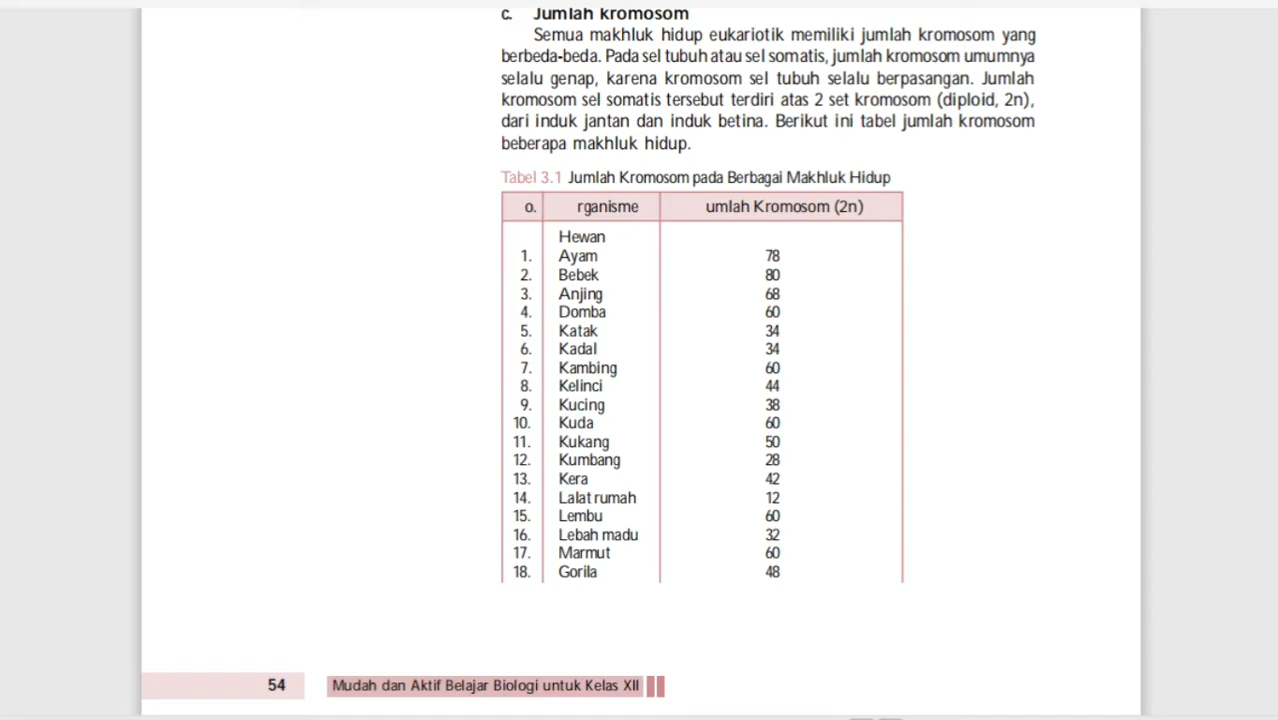 c. Jumlah kromosom
Semua makhluk hidup eukariotik memiliki jumlah kromosom yang
berbeda-beda. Pada sel tubuh atau sel somatis, jumlah kromosom umumnya
selalu genap, karena kromosom sel tubuh selalu berpasangan. Jumlah
kromosom sel somatis tersebut terdiri atas 2 set kromosom (diploid, 2n),
dari induk jantan dan induk betina. Berikut ini tabel jumlah kromosom
beberapa makhluk hidup.
Tabel 3.1 Jumlah Kromosom pada Berbagai Makhluk Hidup
o. rganisme umlah Kromosom (2n)
Hewan
1. Ayam 78
2. Bebek 80
3. Anjing 68
4. Domba 60
5. Katak 34
6. Kadal 34
7. Kambing 60
8. Kelinci 44
9. Kucing 38
10. Kuda 60
11. Kukang 50
12. Kumbang 28
13. Kera 42
14. Lalat rumah 12
15. Lembu 60
16. Lebah madu 32
17. Marmut 60
18. Gorila 48
54 Mudah dan Aktif Belajar Biologi untuk Kelas XII